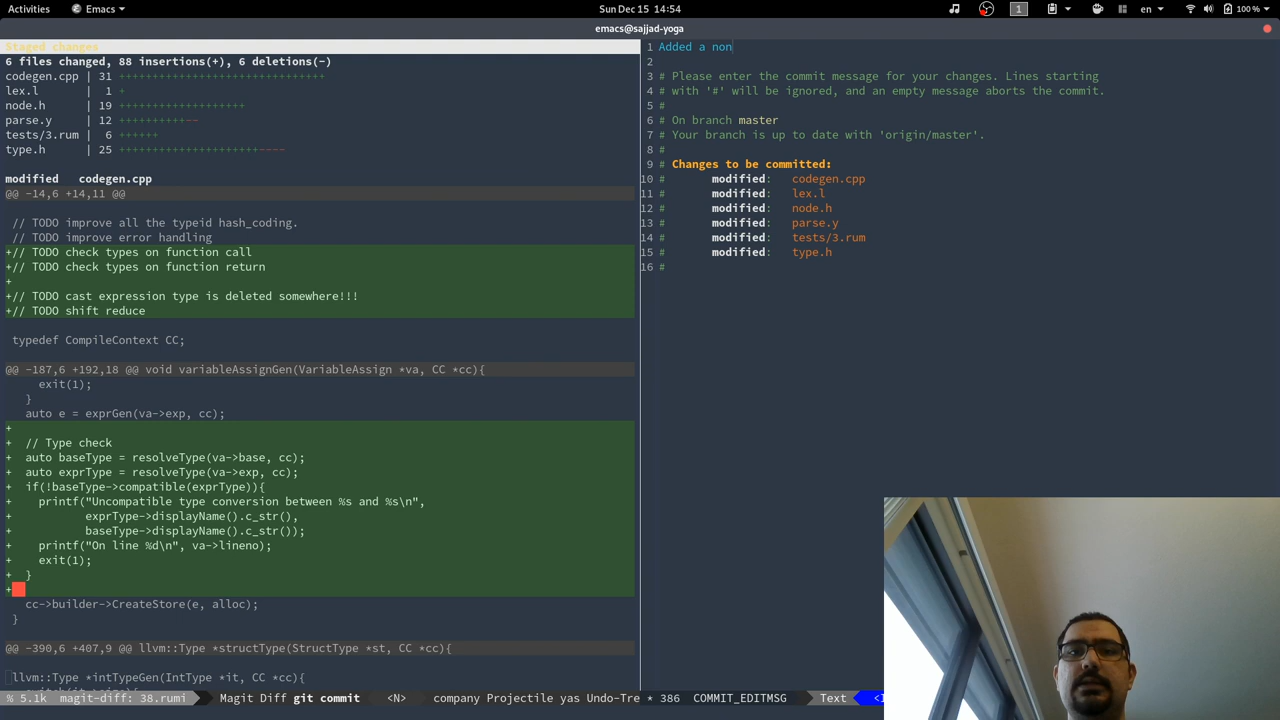 Activities
Emacs
Sun Dec 15 14:54
1
en
100 %
emacs@sajjad-yoga
Staged changes
6 files changed, 88 insertions(+), 6 deletions(-)
codegen.cpp | 31 ++++++++++++++++++++++++++++++
lex.l       |  1 +
node.h      | 19 +++++++++++++++++++
parse.y     | 12 ++++++++++--
tests/3.rum |  6 ++++++
type.h      | 25 +++++++++++++++++++++----
modified   codegen.cpp
@@ -14,6 +14,11 @@
// TODO improve all the typeid hash_coding.
// TODO improve error handling
+// TODO check types on function call
+// TODO check types on function return
+
+// TODO cast expression type is deleted somewhere!!!
+// TODO shift reduce
typedef CompileContext CC;
@@ -187,6 +192,18 @@ void variableAssignGen(VariableAssign *va, CC *cc){
exit(1);
}
auto e = exprGen(va->exp, cc);
+
+  // Type check
+  auto baseType = resolveType(va->base, cc);
+  auto exprType = resolveType(va->exp, cc);
+  if(!baseType->compatible(exprType)){
+    printf("Uncompatible type conversion between %s and %s\n",
+           exprType->displayName().c_str(),
+           baseType->displayName().c_str());
+    printf("On line %d\n", va->lineno);
+    exit(1);
+  }
+
cc->builder->CreateStore(e, alloc);
}
@@ -390,6 +407,9 @@ llvm::Type *structType(StructType *st, CC *cc){
llvm::Type *intTypeGen(IntType *it, CC *cc){
% 5.1k magit-diff: 38.rumi Magit Diff git commit <N> company Projectile yas Undo-Tre
1 Added a non
2
3 # Please enter the commit message for your changes. Lines starting
4 # with '#' will be ignored, and an empty message aborts the commit.
5 #
6 # On branch master
7 # Your branch is up to date with 'origin/master'.
8 #
9 # Changes to be committed:
10 #       modified:   codegen.cpp
11 #       modified:   lex.l
12 #       modified:   node.h
13 #       modified:   parse.y
14 #       modified:   tests/3.rum
15 #       modified:   type.h
16 #
* 386 COMMIT_EDITMSG Text